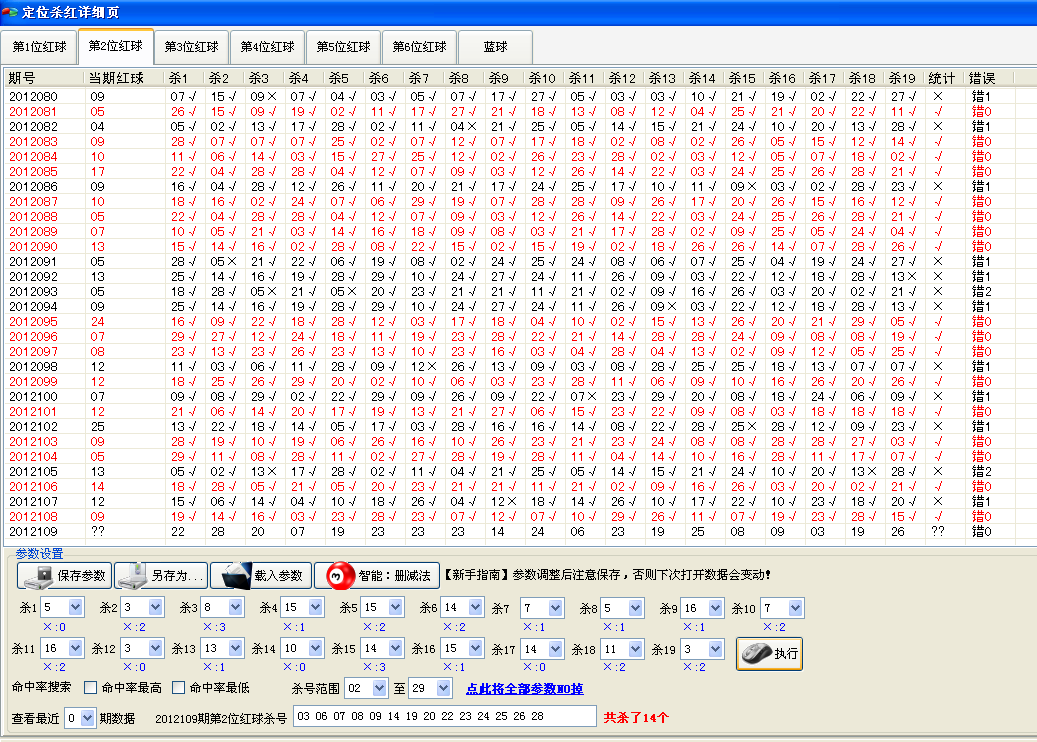 定位杀红详细页
第1位红球 第2位红球 第3位红球 第4位红球 第5位红球 第6位红球 蓝球
期号 当期红球 杀1 杀2 杀3 杀4 杀5 杀6 杀7 杀8 杀9 杀10 杀11 杀12 杀13 杀14 杀15 杀16 杀17 杀18 杀19 统计 错误
2012080 09 07√ 15√ 09× 07√ 04√ 03√ 05√ 07√ 17√ 27√ 05√ 03√ 03√ 10√ 21√ 19√ 02√ 22√ 27√ × 错1
2012081 05 26√ 15√ 09√ 19√ 02√ 11√ 17√ 27√ 21√ 18√ 13√ 08√ 12√ 04√ 25√ 21√ 20√ 22√ 11√ √ 错0
2012082 04 05√ 02√ 13√ 17√ 28√ 02√ 11√ 04× 21√ 25√ 05√ 14√ 15√ 21√ 24√ 10√ 20√ 13√ 28√ × 错1
2012083 09 28√ 07√ 07√ 07√ 25√ 02√ 07√ 12√ 07√ 17√ 18√ 02√ 08√ 02√ 26√ 05√ 15√ 12√ 14√ √ 错0
2012084 10 11√ 06√ 14√ 03√ 15√ 27√ 25√ 12√ 02√ 26√ 23√ 28√ 02√ 03√ 12√ 05√ 07√ 18√ 02√ √ 错0
2012085 17 22√ 04√ 28√ 28√ 04√ 12√ 07√ 09√ 03√ 12√ 26√ 14√ 22√ 03√ 24√ 25√ 26√ 28√ 21√ √ 错0
2012086 09 16√ 04√ 28√ 12√ 26√ 11√ 20√ 21√ 17√ 24√ 25√ 17√ 10√ 11√ 09× 03√ 02√ 28√ 23√ × 错1
2012087 10 18√ 16√ 02√ 24√ 07√ 06√ 29√ 19√ 07√ 28√ 28√ 09√ 26√ 17√ 20√ 26√ 15√ 16√ 12√ √ 错0
2012088 05 22√ 04√ 28√ 28√ 04√ 12√ 07√ 09√ 03√ 12√ 26√ 14√ 22√ 03√ 24√ 25√ 26√ 28√ 21√ √ 错0
2012089 07 10√ 05√ 21√ 03√ 14√ 16√ 18√ 09√ 08√ 03√ 21√ 17√ 28√ 02√ 09√ 25√ 05√ 24√ 04√ √ 错0
2012090 13 15√ 14√ 16√ 02√ 28√ 08√ 22√ 15√ 02√ 15√ 19√ 02√ 18√ 26√ 26√ 14√ 07√ 28√ 26√ √ 错0
2012091 05 28√ 05× 21√ 22√ 06√ 19√ 08√ 02√ 24√ 25√ 24√ 08√ 06√ 07√ 25√ 04√ 19√ 24√ 27√ × 错1
2012092 13 25√ 14√ 16√ 19√ 28√ 29√ 10√ 24√ 27√ 24√ 11√ 26√ 09√ 03√ 22√ 12√ 18√ 28√ 13× × 错1
2012093 05 18√ 28√ 05× 21√ 05× 20√ 23√ 21√ 21√ 11√ 21√ 02√ 09√ 16√ 26√ 03√ 20√ 02√ 21√ × 错2
2012094 09 25√ 14√ 16√ 19√ 28√ 29√ 10√ 24√ 27√ 24√ 11√ 26√ 09× 03√ 22√ 12√ 18√ 28√ 13√ × 错1
2012095 24 16√ 09√ 22√ 18√ 28√ 12√ 03√ 17√ 18√ 04√ 10√ 02√ 15√ 13√ 26√ 20√ 21√ 29√ 05√ √ 错0
2012096 07 29√ 27√ 12√ 24√ 18√ 11√ 19√ 23√ 28√ 22√ 21√ 14√ 28√ 28√ 24√ 09√ 08√ 08√ 19√ √ 错0
2012097 08 23√ 13√ 23√ 26√ 23√ 13√ 10√ 23√ 16√ 03√ 04√ 28√ 04√ 13√ 02√ 09√ 12√ 05√ 25√ √ 错0
2012098 12 11√ 03√ 06√ 11√ 28√ 09√ 12× 26√ 13√ 09√ 03√ 08√ 28√ 25√ 25√ 18√ 13√ 07√ 07√ × 错1
2012099 12 18√ 25√ 26√ 29√ 20√ 02√ 10√ 06√ 03√ 23√ 28√ 11√ 06√ 09√ 10√ 16√ 26√ 20√ 26√ √ 错0
2012100 07 09√ 08√ 29√ 02√ 22√ 29√ 09√ 26√ 09√ 22√ 07× 23√ 29√ 20√ 08√ 18√ 24√ 06√ 09√ × 错1
2012101 12 21√ 06√ 14√ 20√ 17√ 19√ 13√ 21√ 27√ 06√ 15√ 23√ 22√ 09√ 08√ 03√ 18√ 18√ 18√ √ 错0
2012102 25 13√ 22√ 18√ 14√ 05√ 17√ 03√ 28√ 16√ 16√ 14√ 08√ 22√ 28√ 25× 28√ 12√ 09√ 23√ × 错1
2012103 09 28√ 19√ 10√ 19√ 06√ 26√ 16√ 10√ 26√ 23√ 21√ 23√ 24√ 08√ 08√ 28√ 28√ 27√ 03√ √ 错0
2012104 05 29√ 11√ 08√ 28√ 11√ 02√ 27√ 28√ 19√ 28√ 11√ 04√ 14√ 10√ 16√ 28√ 11√ 17√ 07√ √ 错0
2012105 13 05√ 02√ 13× 17√ 28√ 02√ 11√ 04√ 21√ 25√ 05√ 14√ 15√ 21√ 24√ 10√ 20√ 13× 28√ × 错2
2012106 14 18√ 28√ 05√ 21√ 05√ 20√ 23√ 21√ 21√ 11√ 21√ 02√ 09√ 16√ 26√ 03√ 20√ 02√ 21√ √ 错0
2012107 12 15√ 06√ 14√ 04√ 10√ 18√ 26√ 04√ 12× 18√ 14√ 26√ 10√ 17√ 22√ 10√ 23√ 18√ 20√ × 错1
2012108 09 19√ 14√ 16√ 03√ 23√ 28√ 23√ 07√ 12√ 07√ 10√ 29√ 26√ 11√ 07√ 19√ 23√ 28√ 15√ √ 错0
2012109 ?? 22 28 20 07 19 23 23 23 14 24 06 23 19 25 08 09 03 19 26 ?? 错0
参数设置
保存参数 另存为... 载入参数 3 智能：删减法 【新手指南】参数调整后注意保存，否则下次打开数据会变动！
杀1 5 杀2 3 杀3 8 杀4 15 杀5 15 杀6 14 杀7 7 杀8 5 杀9 16 杀10 7
×:0 ×:2 ×:3 ×:1 ×:2 ×:2 ×:1 ×:1 ×:1 ×:2
杀11 16 杀12 3 杀13 13 杀14 10 杀15 14 杀16 15 杀17 14 杀18 11 杀19 3 执行
×:2 ×:0 ×:1 ×:0 ×:3 ×:1 ×:0 ×:2 ×:2
命中率搜索 命中率最高 命中率最低 杀号范围 02 至 29 点此将全部参数NO掉
查看最近 0 期数据 2012109期第2位红球杀号 03 06 07 08 09 14 19 20 22 23 24 25 26 28 共杀了14个